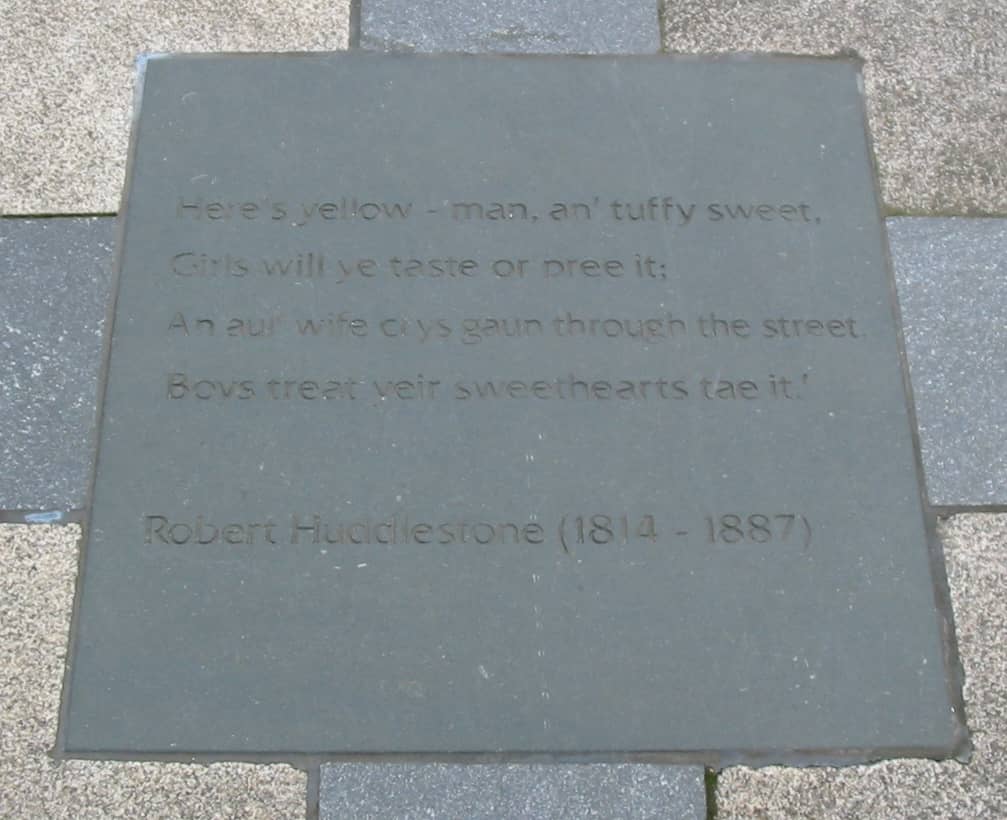 Here's yellow - 'man, an' tuffy sweet,
Girls will ye taste or pree it;
An aul' wife crys gaun through the street,
Boys treat yeir sweethearts tae it.'
Robert Huddlestone (1814 - 1887)